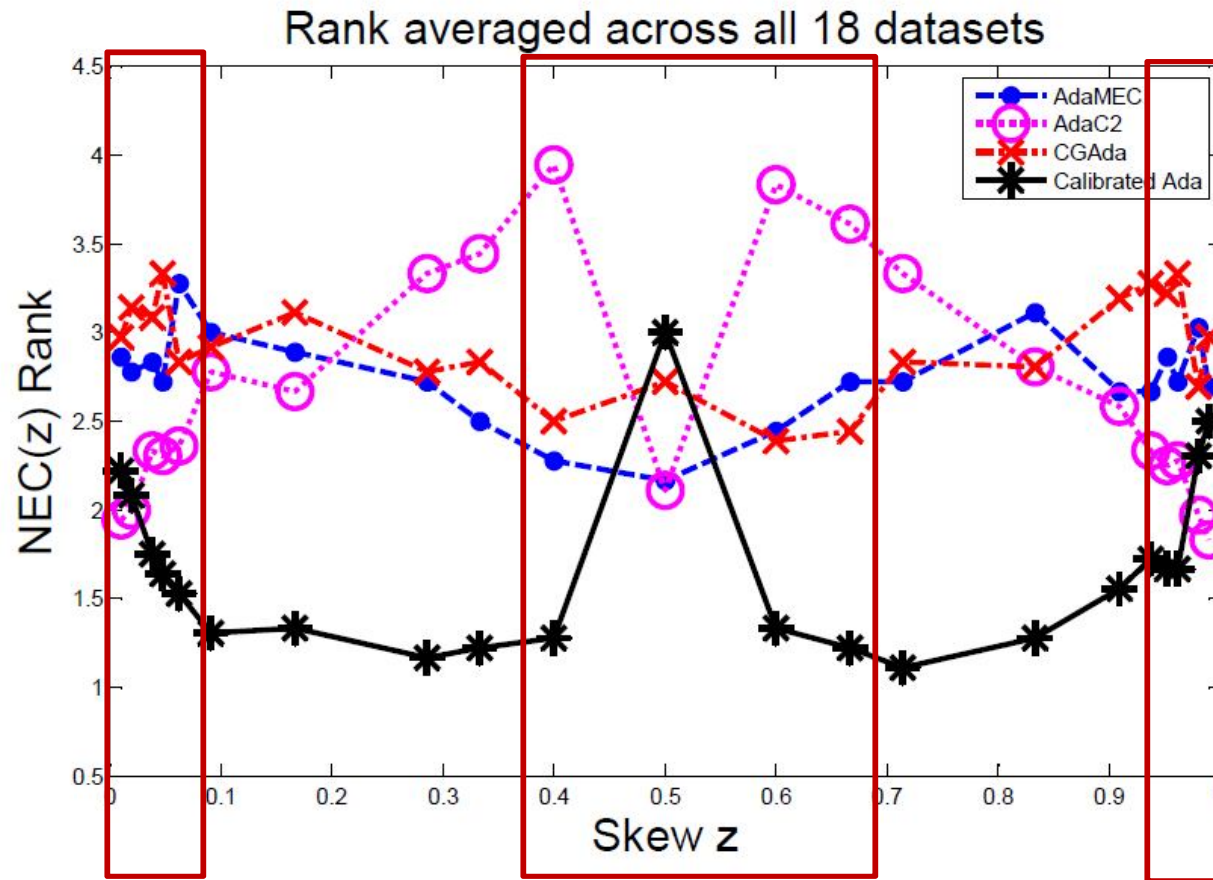 Rank averaged across all 18 datasets
4.5
4
3.5
3
2.5
2
1.5
1
0.5
NEC(z) Rank
AdaMEC
AdaC2
CGAda
Calibrated Ada
0 0.1 0.2 0.3 0.4 0.5 0.6 0.7 0.8 0.9
Skew z